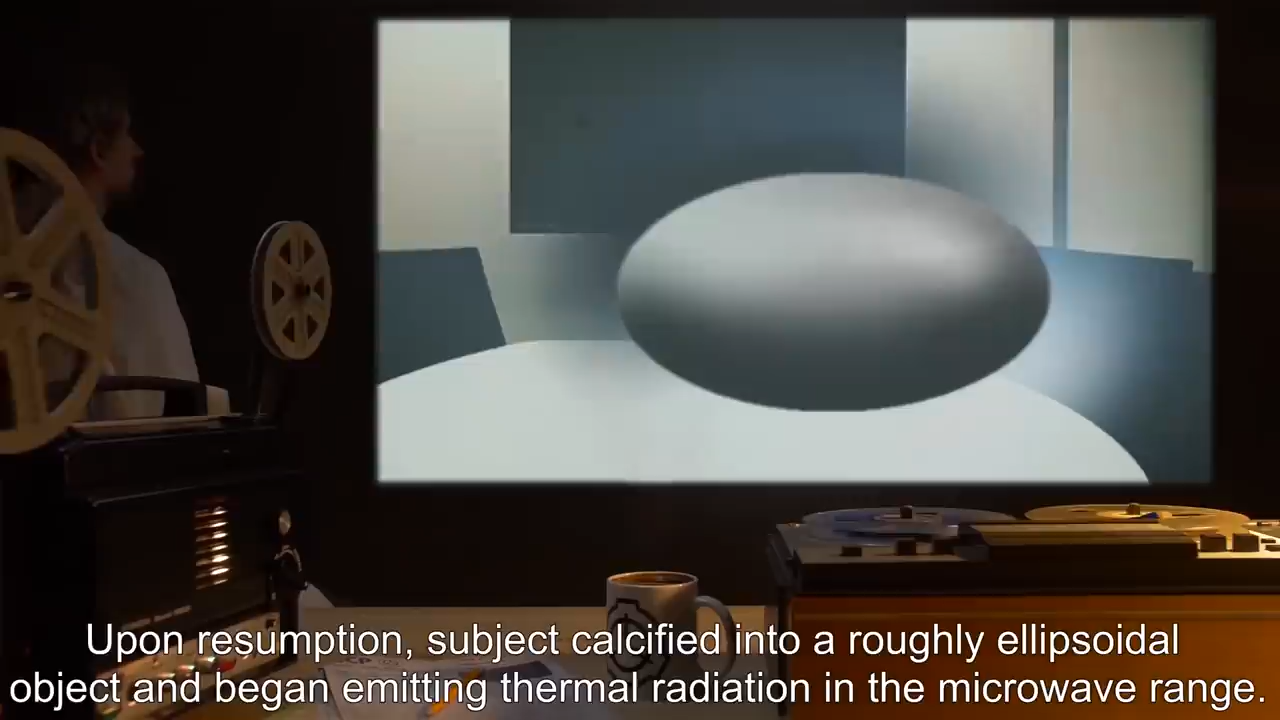 Upon resumption, subject calcified into a roughly ellipsoidal
object and began emitting thermal radiation in the microwave range.